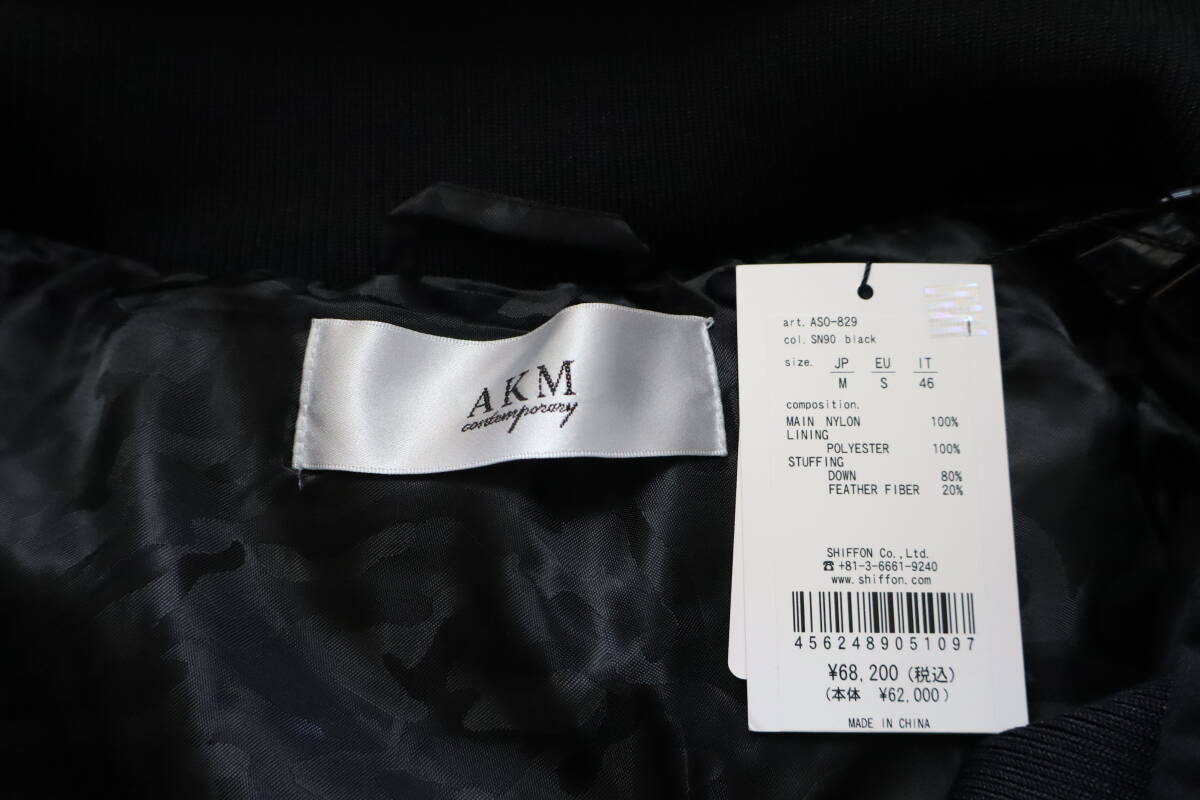 AKM
contemporary
art. ASO-829
col. SN90 black
size. JP EU IT
M S 46
composition.
MAIN NYLON 100%
LINING
POLYESTER 100%
STUFFING
DOWN 80%
FEATHER FIBER 20%
SHIFFON Co.,Ltd.
☎ +81-3-6661-9240
www.shiffon.com
4562489051097
¥68,200(税込)
(本体 ¥62,000)
MADE IN CHINA